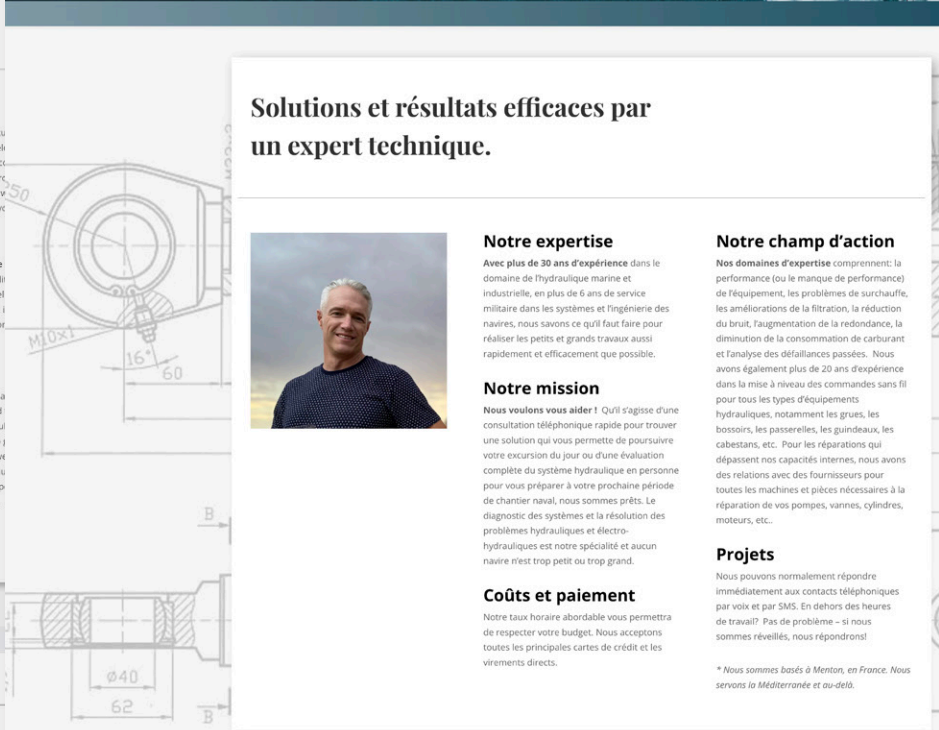 Solutions et résultats efficaces par
un expert technique.
Notre expertise
Avec plus de 30 ans d'expérience dans le
domaine de l'hydraulique marine et
industrielle, en plus de 6 ans de service
militaire dans les systèmes et l'ingénierie des
navires, nous savons ce qu'il faut faire pour
réaliser les petits et grands travaux aussi
rapidement et efficacement que possible.
Notre mission
Nous voulons vous aider ! Qu'il s'agisse d'une
consultation téléphonique rapide pour trouver
une solution qui vous permette de poursuivre
votre excursion du jour ou d'une évaluation
complète du système hydraulique en personne
pour vous préparer à votre prochaine période
de chantier naval, nous sommes prêts. Le
diagnostic des systèmes et la résolution des
problèmes hydrauliques et électro-
hydrauliques est notre spécialité et aucun
navire n'est trop petit ou trop grand.
Coûts et paiement
Notre taux horaire abordable vous permettra
de respecter votre budget. Nous acceptons
toutes les principales cartes de crédit et les
virements directs.
Notre champ d'action
Nos domaines d'expertise comprennent: la
performance (ou le manque de performance)
de l'équipement, les problèmes de surchauffe,
les améliorations de la filtration, la réduction
du bruit, l'augmentation de la redondance, la
diminution de la consommation de carburant
et l'analyse des défaillances passées. Nous
avons également plus de 20 ans d'expérience
dans la mise à niveau des commandes sans fil
pour tous les types d'équipements
hydrauliques, notamment les grues, les
bossoirs, les passerelles, les guindeaux, les
cabestans, etc. Pour les réparations qui
dépassent nos capacités internes, nous avons
des relations avec des fournisseurs pour
toutes les machines et pièces nécessaires à la
réparation de vos pompes, vannes, cylindres,
moteurs, etc..
Projets
Nous pouvons normalement répondre
immédiatement aux contacts téléphoniques
par voix et par SMS. En dehors des heures
de travail? Pas de problème – si nous
sommes réveillés, nous répondrons!
* Nous sommes basés à Menton, en France. Nous
servons la Méditerranée et au-delà.
M10x1
16°
60
B
ø40
62
B